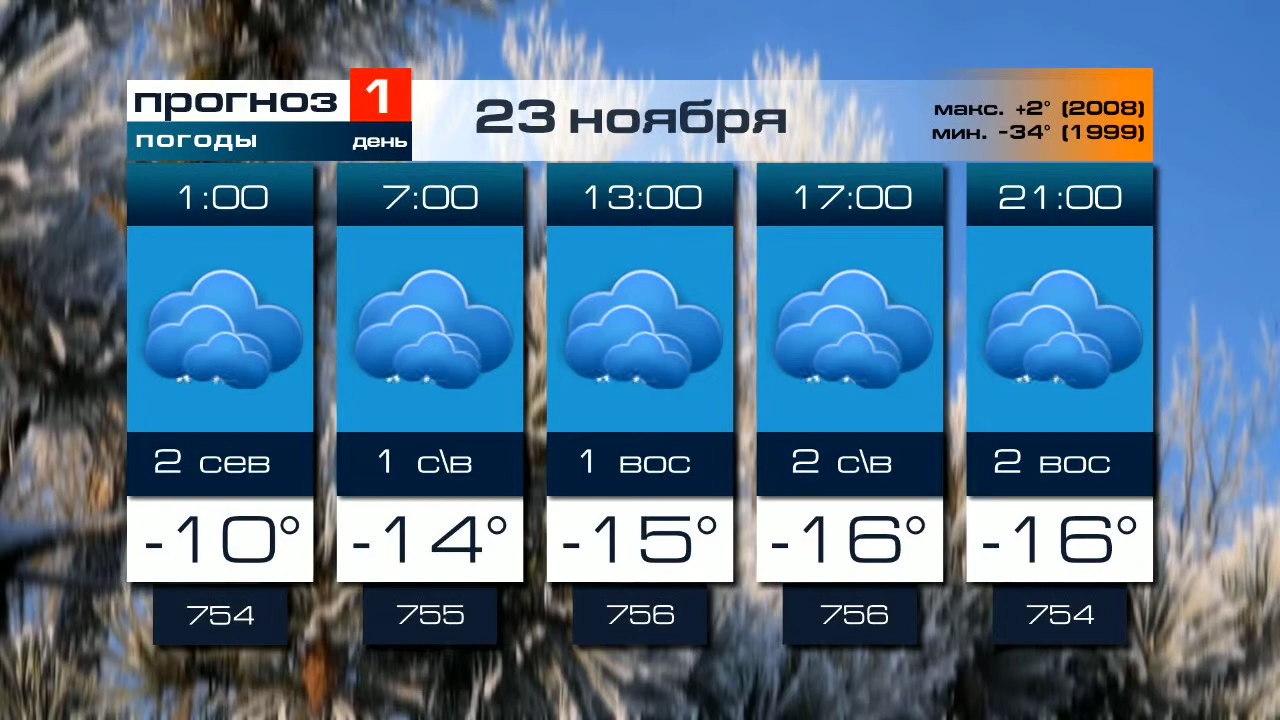 прогноз 1
погоды день
23 ноября
макс. +2° (2008)
мин. -34° (1999)
1:00 7:00 13:00 17:00 21:00
2 сев 1 с\в 1 вос 2 с\в 2 вос
-10° -14° -15° -16° -16°
754 755 756 756 754